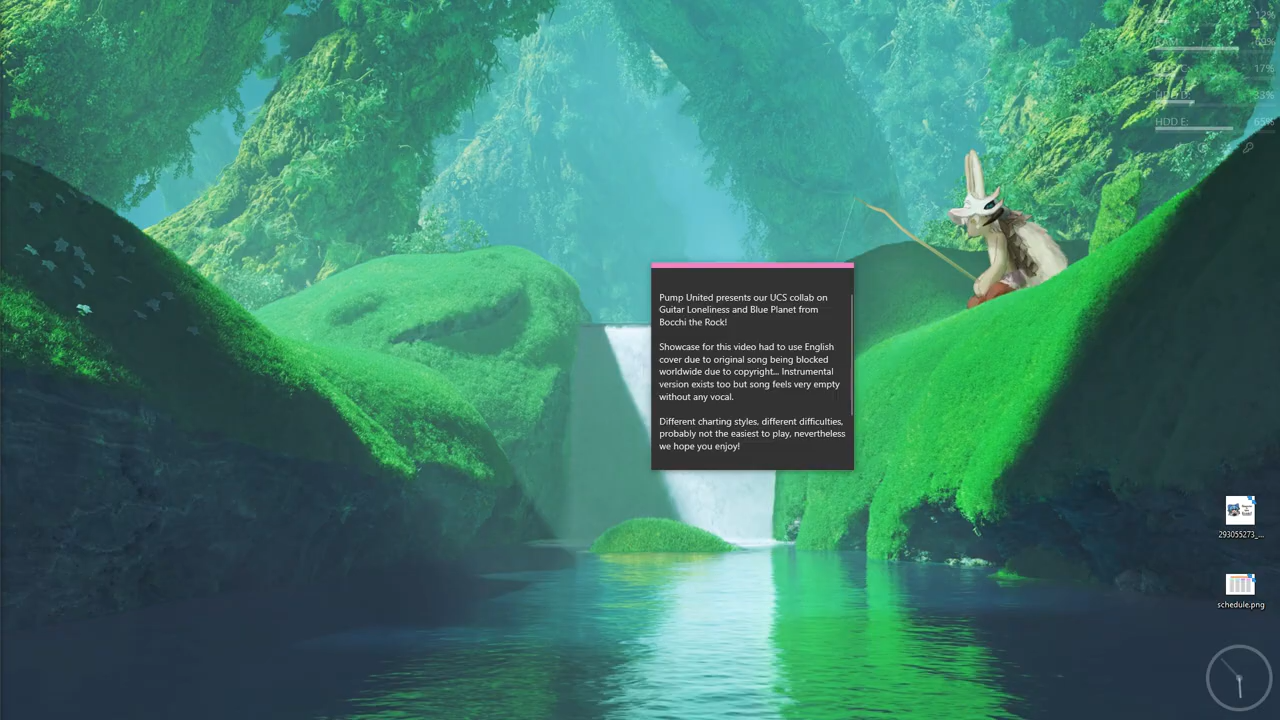 17%
HDD E:
65%
Pump United presents our UCS collab on
Guitar Loneliness and Blue Planet from
Bocchi the Rock!
Showcase for this video had to use English
cover due to original song being blocked
worldwide due to copyright... Instrumental
version exists too but song feels very empty
without any vocal.
Different charting styles, different difficulties,
probably not the easiest to play, nevertheless
we hope you enjoy!
293055273_...
schedule.png